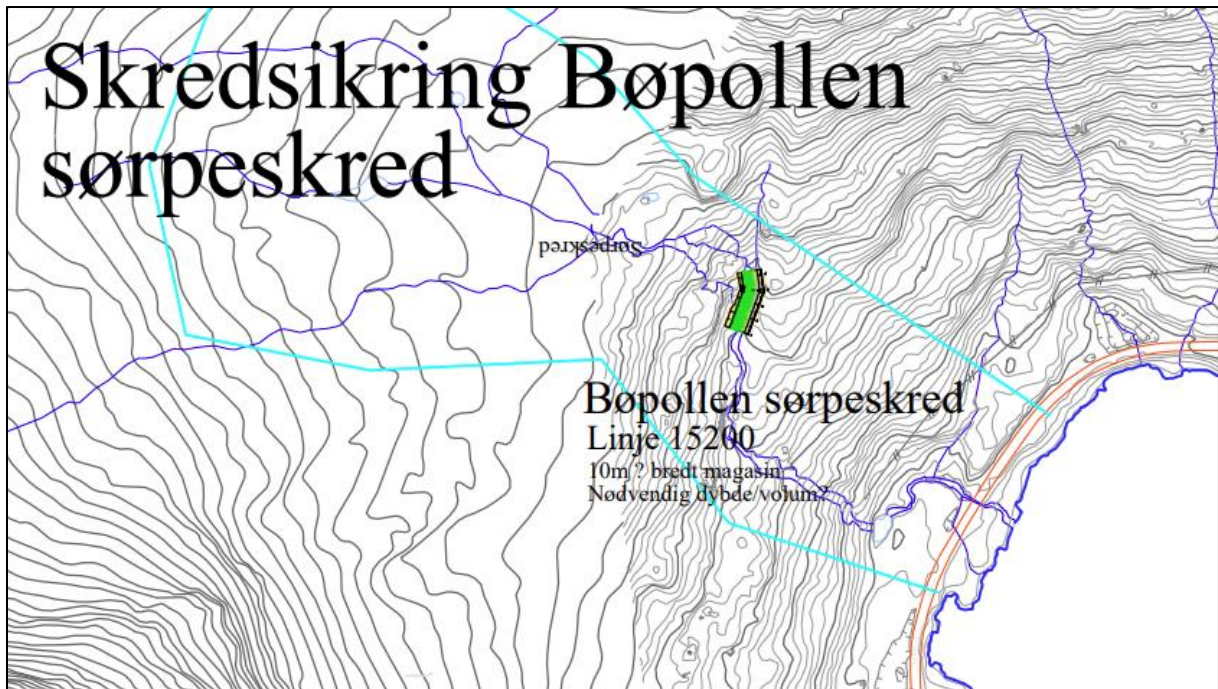 Skredsikring Bøpollen
sørpeskred
Sørpeskred
Bøpollen sørpeskred
Linje 15200
10m ? bredt magasin
Nødvendig dybde/volum?